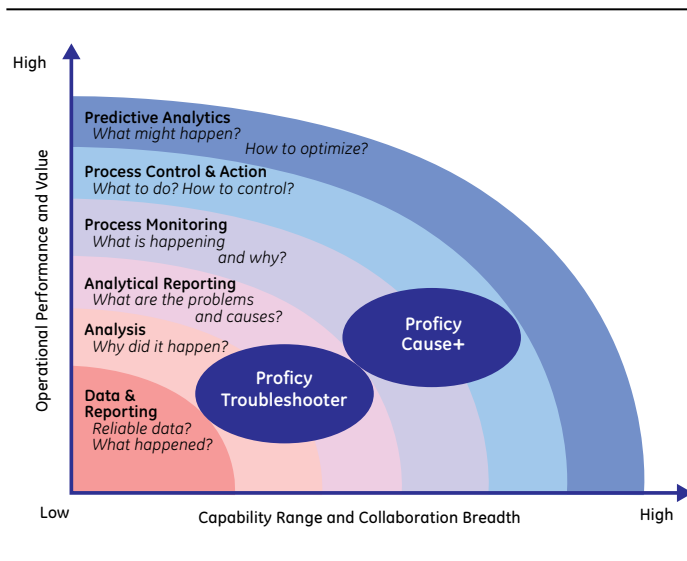 High
Operational Performance and Value
Predictive Analytics
What might happen?
How to optimize?
Process Control & Action
What to do? How to control?
Process Monitoring
What is happening
and why?
Analytical Reporting
What are the problems
and causes?
Analysis
Why did it happen?
Data &
Reporting
Reliable data?
What happened?
Proficy
Cause+
Proficy
Troubleshooter
Low
Capability Range and Collaboration Breadth
High